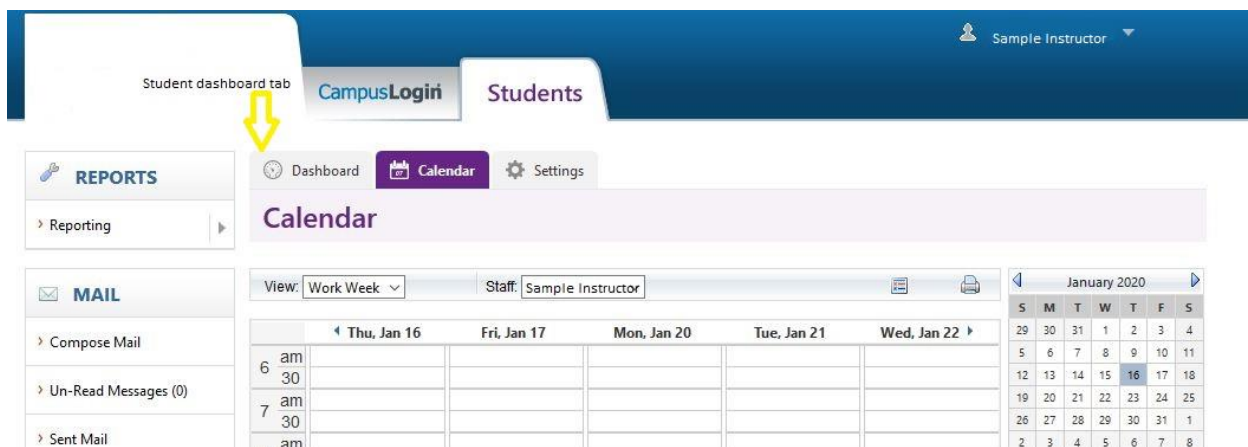 Sample Instructor
Student dashboard tab
CampusLogin
Students
REPORTS
Reporting
MAIL
Compose Mail
Un-Read Messages (0)
Sent Mail
Dashboard
07
Calendar
Settings
Calendar
View: Work Week
Staff: Sample Instructor
Thu, Jan 16 Fri, Jan 17 Mon, Jan 20 Tue, Jan 21 Wed, Jan 22
6 am
30
7 am
30
am
January 2020
S M T W T F S
29 30 31 1 2 3 4
5 6 7 8 9 10 11
12 13 14 15 16 17 18
19 20 21 22 23 24 25
26 27 28 29 30 31 1
2 3 4 5 6 7 8